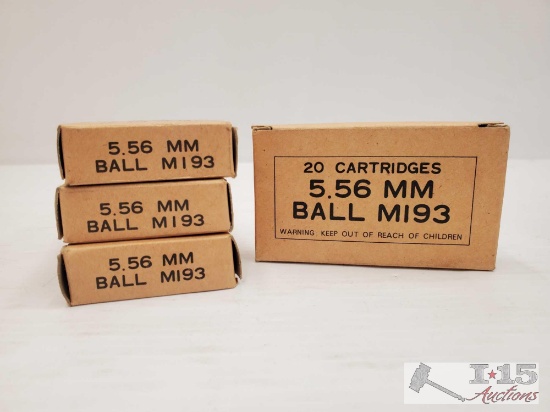 5.56 MM
BALL M193
5.56 MM
BALL M193
5.56 MM
BALL M193
20 CARTRIDGES
5.56 MM
BALL M193
WARNING: KEEP OUT OF REACH OF CHILDREN
I★15
Auctions